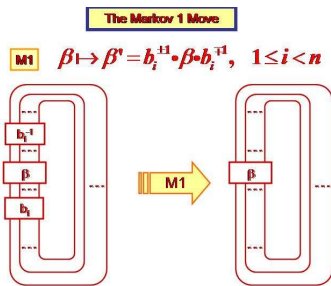 The Markov 1 Move
M1 β ↦ β' = b_i^{±1} • β • b_i^{∓1}, 1 ≤ i < n
b_i^{-1}
β
b_i
...
...
...
...
...
M1
β
...
...
...